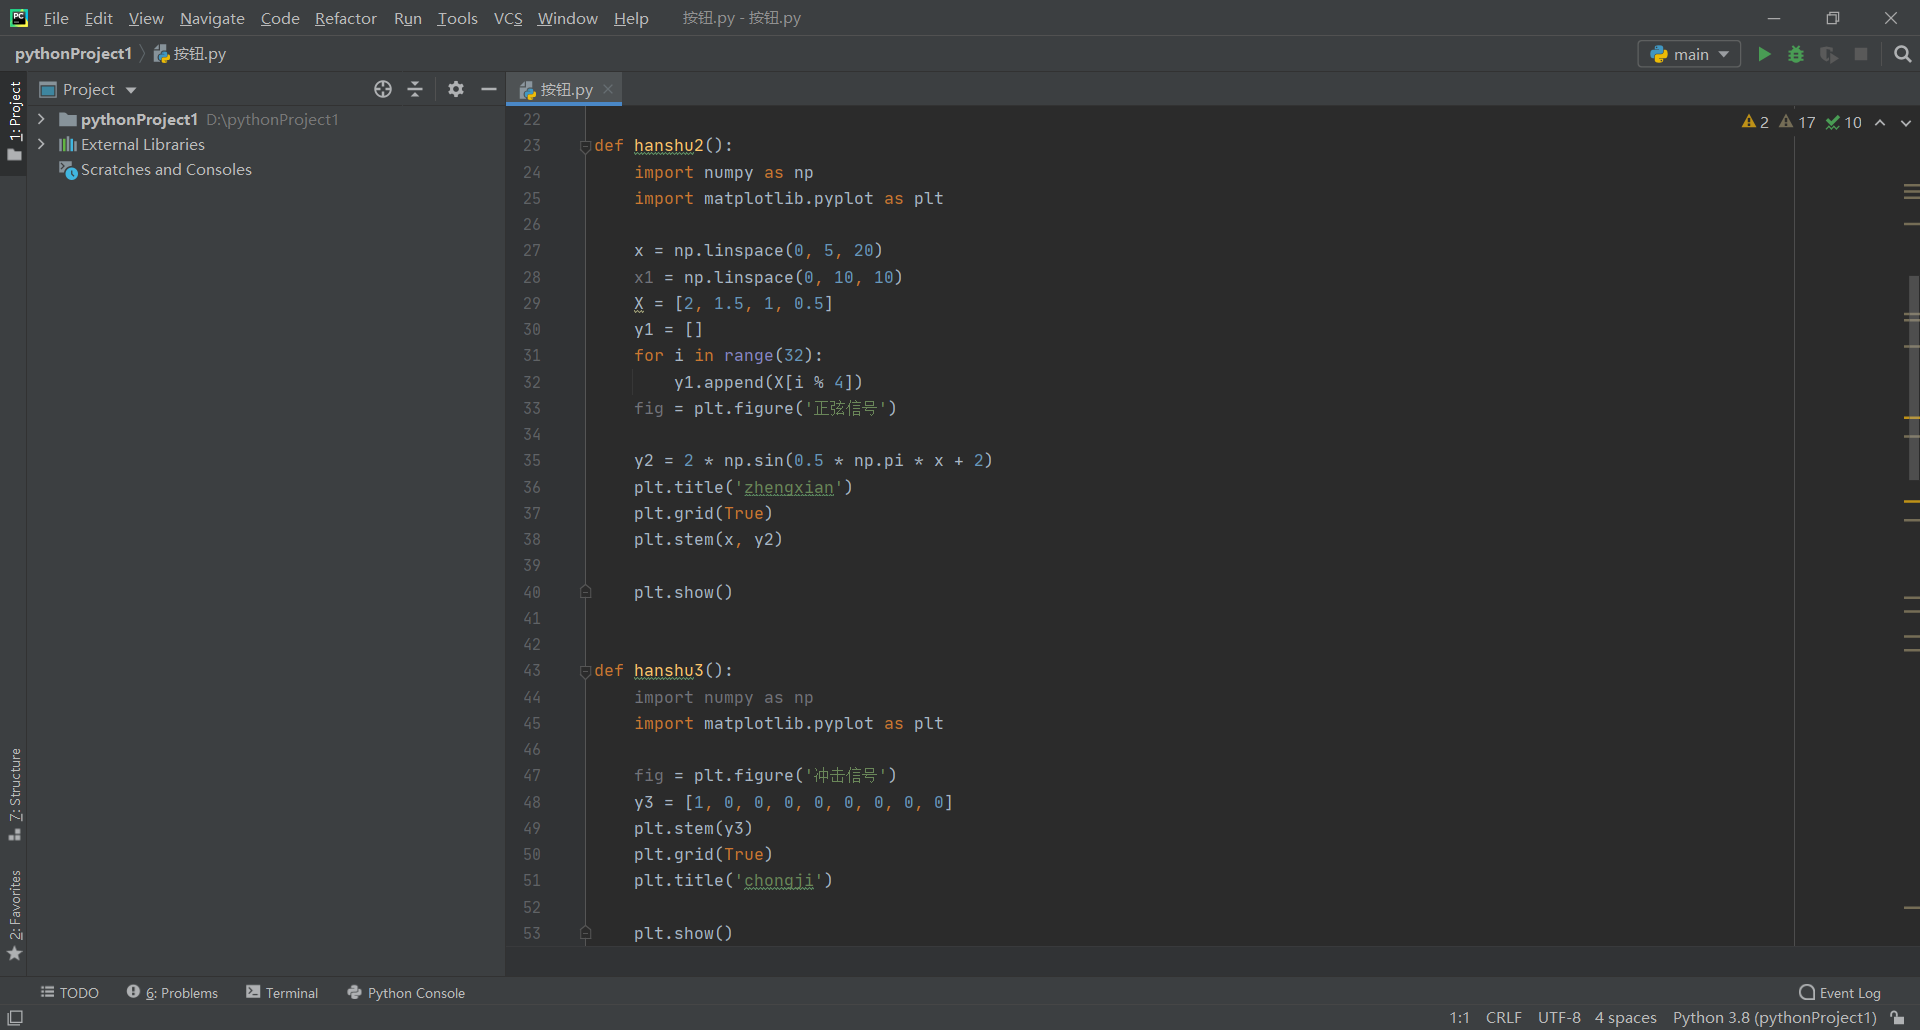 PC File Edit View Navigate Code Refactor Run Tools VCS Window Help 按钮.py - 按钮.py
pythonProject1 按钮.py main
1: Project
Project
按钮.py
pythonProject1 D:\pythonProject1
External Libraries
Scratches and Consoles
2 17 10
22
23 def hanshu2():
24 import numpy as np
25 import matplotlib.pyplot as plt
26
27 x = np.linspace(0, 5, 20)
28 x1 = np.linspace(0, 10, 10)
29 X = [2, 1.5, 1, 0.5]
30 y1 = []
31 for i in range(32):
32 y1.append(X[i % 4])
33 fig = plt.figure('正弦信号')
34
35 y2 = 2 * np.sin(0.5 * np.pi * x + 2)
36 plt.title('zhengxian')
37 plt.grid(True)
38 plt.stem(x, y2)
39
40 plt.show()
41
42
43 def hanshu3():
44 import numpy as np
45 import matplotlib.pyplot as plt
46
47 fig = plt.figure('冲击信号')
48 y3 = [1, 0, 0, 0, 0, 0, 0, 0, 0]
49 plt.stem(y3)
50 plt.grid(True)
51 plt.title('chongji')
52
53 plt.show()
7: Structure
2: Favorites
TODO 6: Problems Terminal Python Console Event Log
1:1 CRLF UTF-8 4 spaces Python 3.8 (pythonProject1)